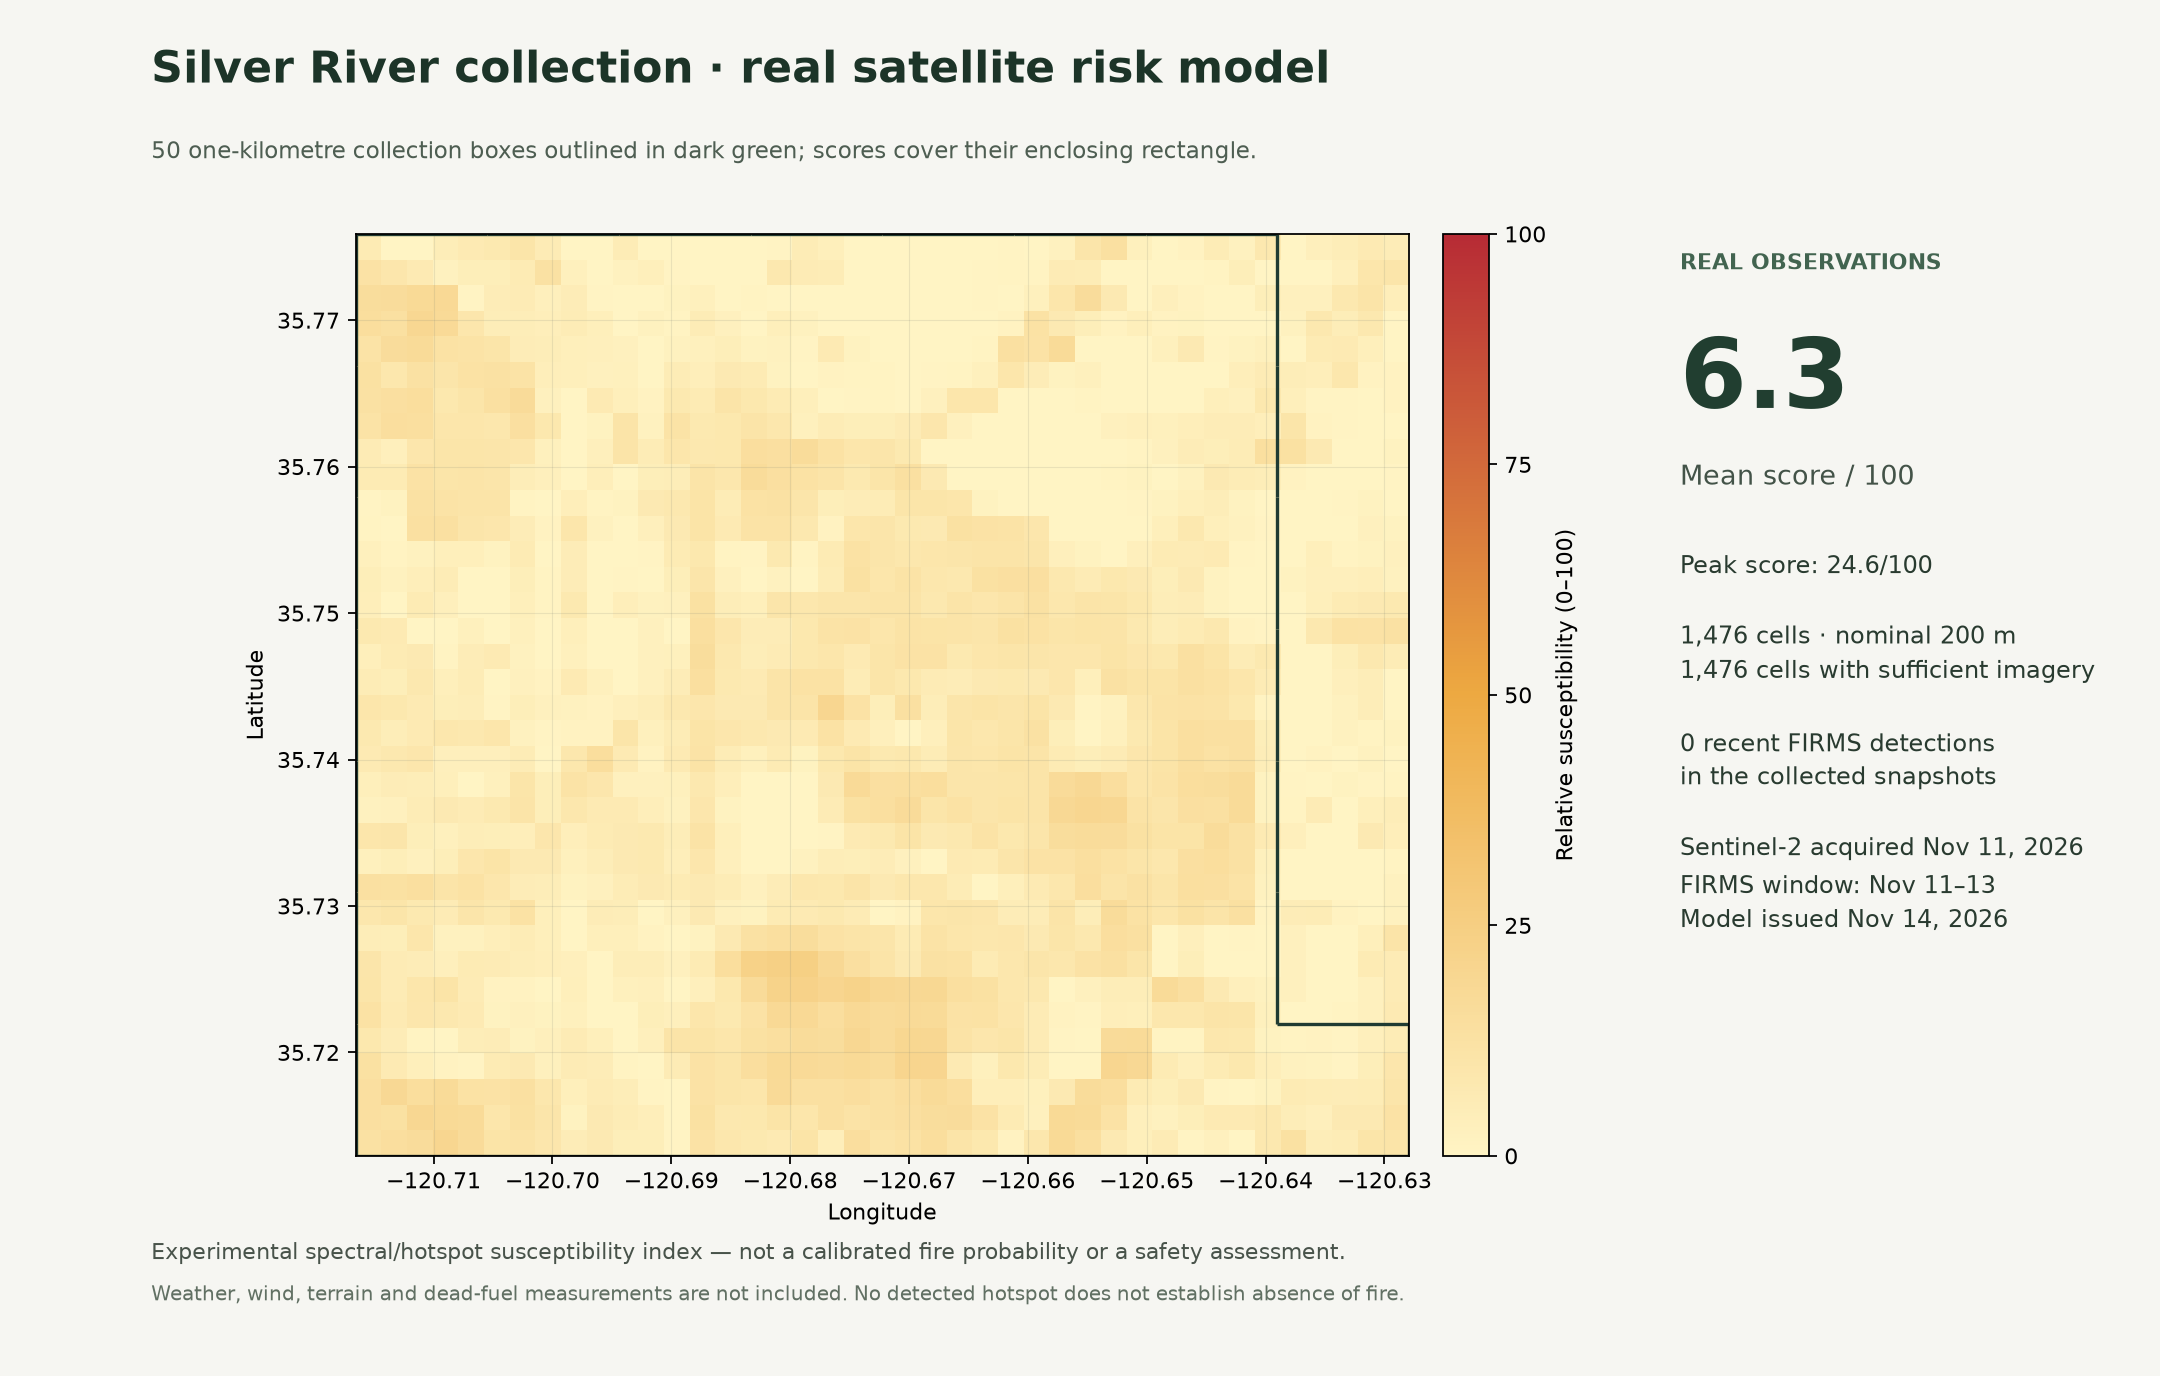 Silver River collection · real satellite risk model
50 one-kilometre collection boxes outlined in dark green; scores cover their enclosing rectangle.
35.77
35.76
35.75
35.74
35.73
35.72
Latitude
−120.71
−120.70
−120.69
−120.68
−120.67
−120.66
−120.65
−120.64
−120.63
Longitude
100
75
50
25
0
Relative susceptibility (0–100)
REAL OBSERVATIONS
6.3
Mean score / 100
Peak score: 24.6/100
1,476 cells · nominal 200 m
1,476 cells with sufficient imagery
0 recent FIRMS detections
in the collected snapshots
Sentinel-2 acquired Nov 11, 2026
FIRMS window: Nov 11–13
Model issued Nov 14, 2026
Experimental spectral/hotspot susceptibility index — not a calibrated fire probability or a safety assessment.
Weather, wind, terrain and dead-fuel measurements are not included. No detected hotspot does not establish absence of fire.